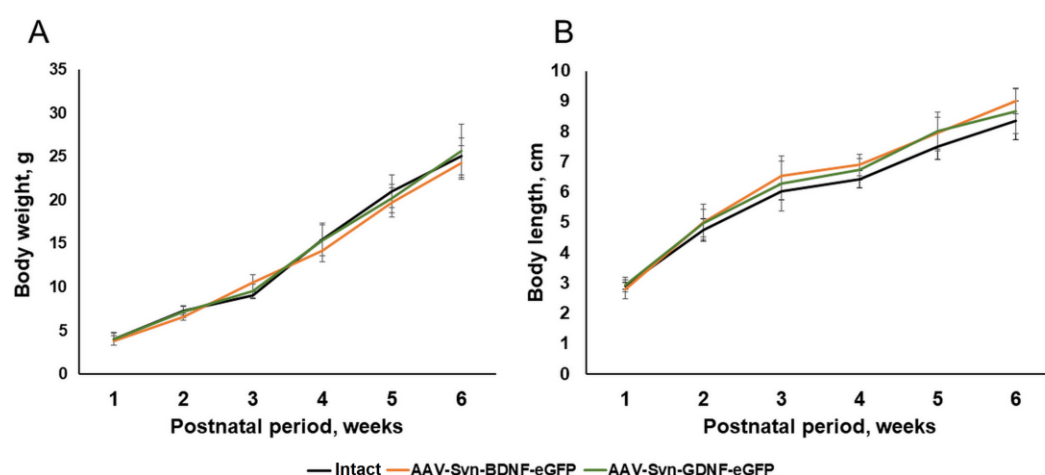 A
B
Body weight, g
35
30
25
20
15
10
5
0
1 2 3 4 5 6
Postnatal period, weeks
Body length, cm
10
9
8
7
6
5
4
3
2
1
0
1 2 3 4 5 6
Postnatal period, weeks
Intact AAV-Syn-BDNF-eGFP AAV-Syn-GDNF-eGFP